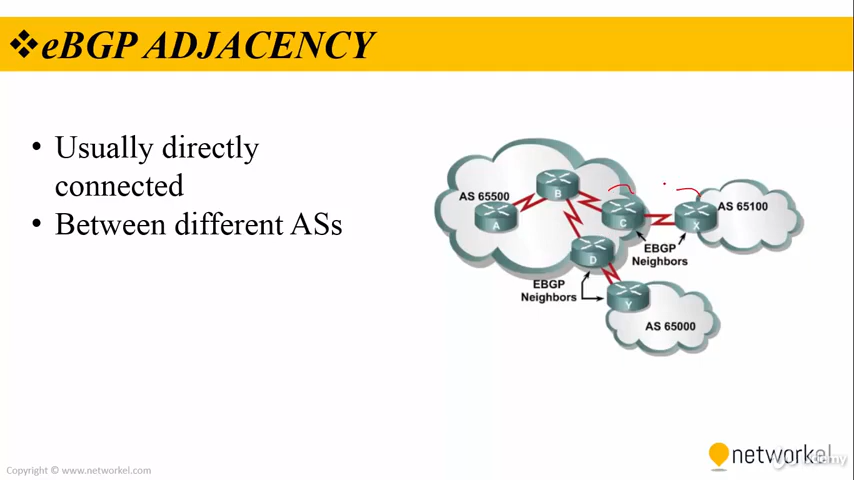 ❖eBGP ADJACENCY
• Usually directly
connected
• Between different ASs
AS 65500
B
A
C
D
X
AS 65100
EBGP
Neighbors
EBGP
Neighbors
Y
AS 65000
networkel
Udemy
Copyright © www.networkel.com